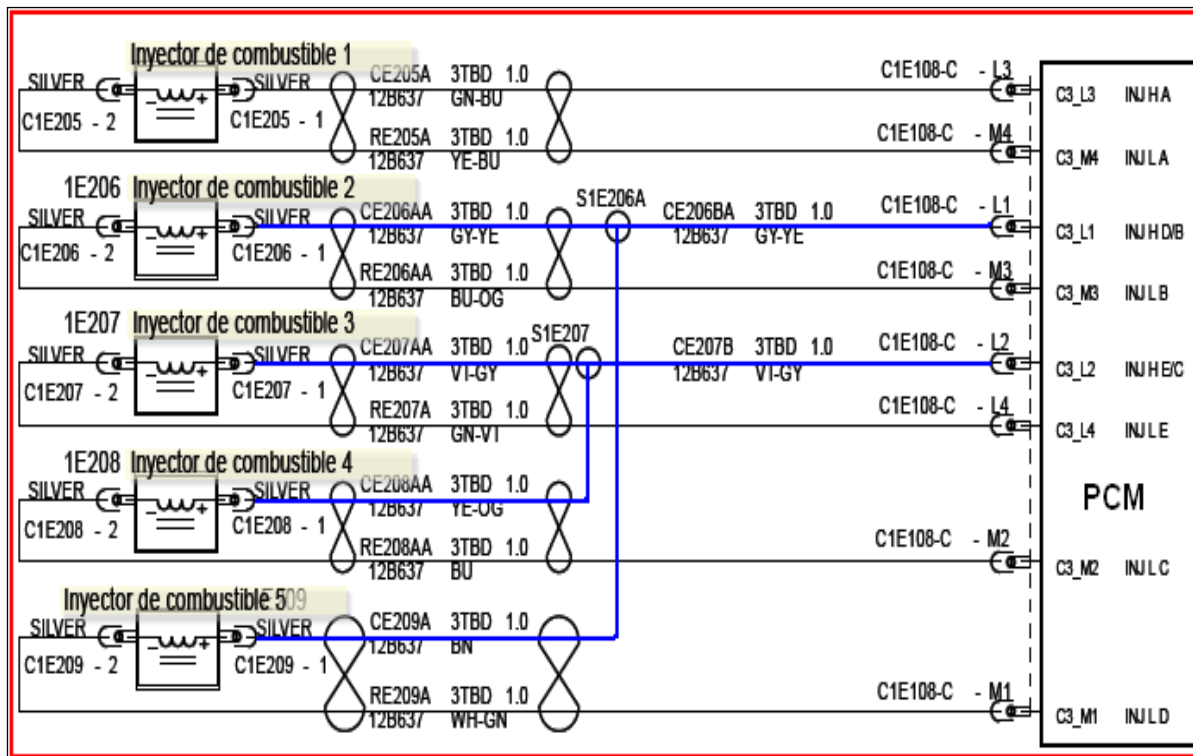 Inyector de combustible 1
SILVER SILVER CE205A 3TBD 1.0 C1E108-C - L3
C1E205 - 2 C1E205 - 1 12B637 GN-BU C3_L3 INJHA
RE205A 3TBD 1.0 C1E108-C - M4
12B637 YE-BU C3_M4 INJLA
1E206 Inyector de combustible 2 S1E206A
SILVER SILVER CE206AA 3TBD 1.0 CE206BA 3TBD 1.0 C1E108-C - L1
C1E206 - 2 C1E206 - 1 12B637 GY-YE 12B637 GY-YE C3_L1 INJHD/B
RE206AA 3TBD 1.0 C1E108-C - M3
12B637 BU-OG C3_M3 INJLB
1E207 Inyector de combustible 3 S1E207
SILVER SILVER CE207AA 3TBD 1.0 CE207B 3TBD 1.0 C1E108-C - L2
C1E207 - 2 C1E207 - 1 12B637 VT-GY 12B637 VT-GY C3_L2 INJHE/C
RE207A 3TBD 1.0 C1E108-C - L4
12B637 GN-VT C3_L4 INJLE
1E208 Inyector de combustible 4
SILVER SILVER CE208AA 3TBD 1.0
C1E208 - 2 C1E208 - 1 12B637 YE-OG PCM
RE208AA 3TBD 1.0 C1E108-C - M2
12B637 BU C3_M2 INJLC
Inyector de combustible 5
SILVER SILVER CE209A 3TBD 1.0
C1E209 - 2 C1E209 - 1 12B637 BN
RE209A 3TBD 1.0 C1E108-C - M1
12B637 WH-GN C3_M1 INJLD